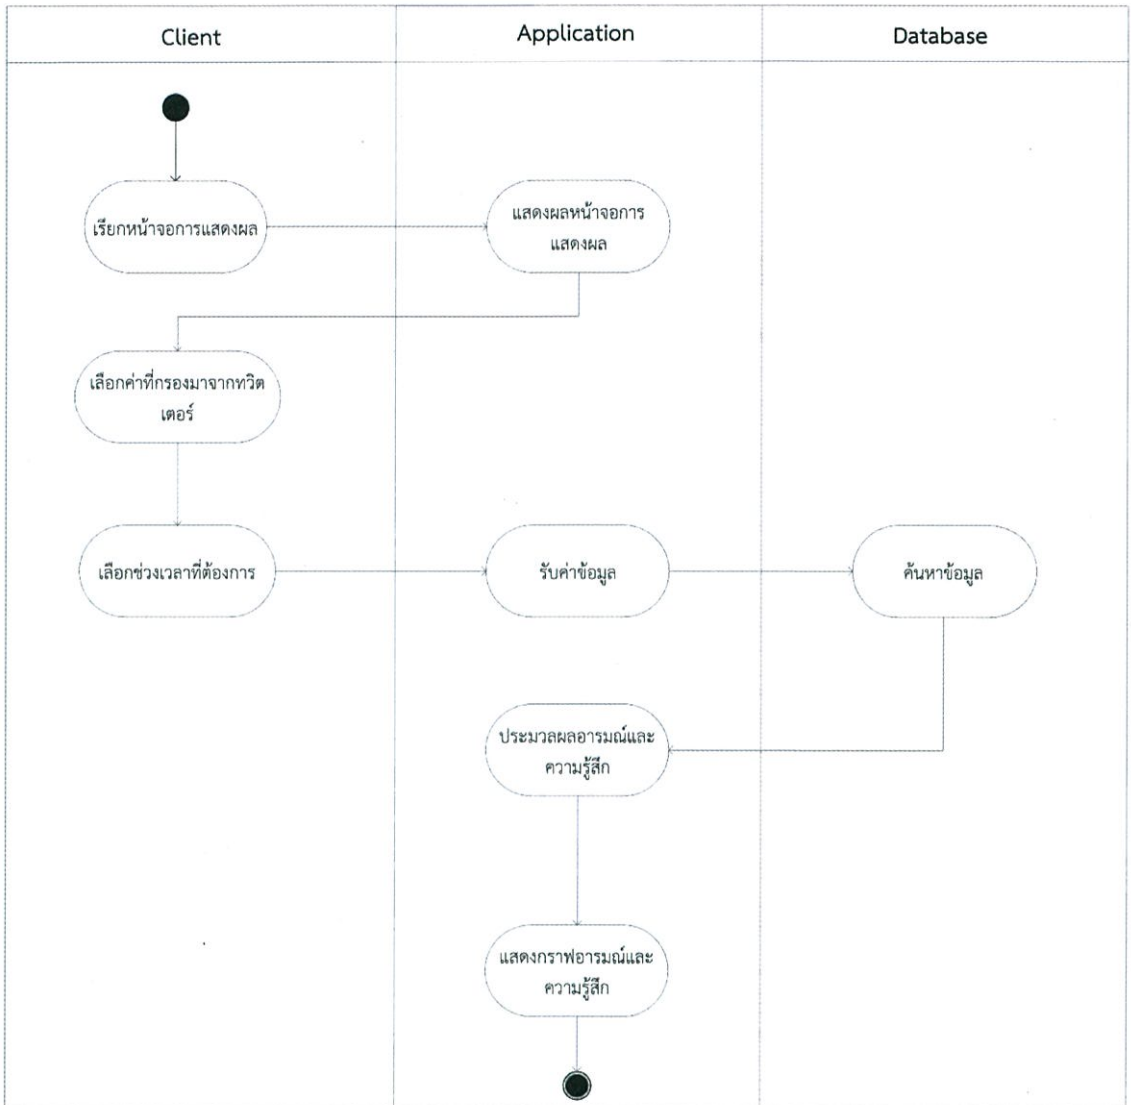 Client
Application
Database
เรียกหน้าจอการแสดงผล
แสดงผลหน้าจอการ
แสดงผล
เลือกค่าที่กรองมาจากทวิต
เตอร์
เลือกช่วงเวลาที่ต้องการ
รับค่าข้อมูล
ค้นหาข้อมูล
ประมวลผลอารมณ์และ
ความรู้สึก
แสดงกราฟอารมณ์และ
ความรู้สึก